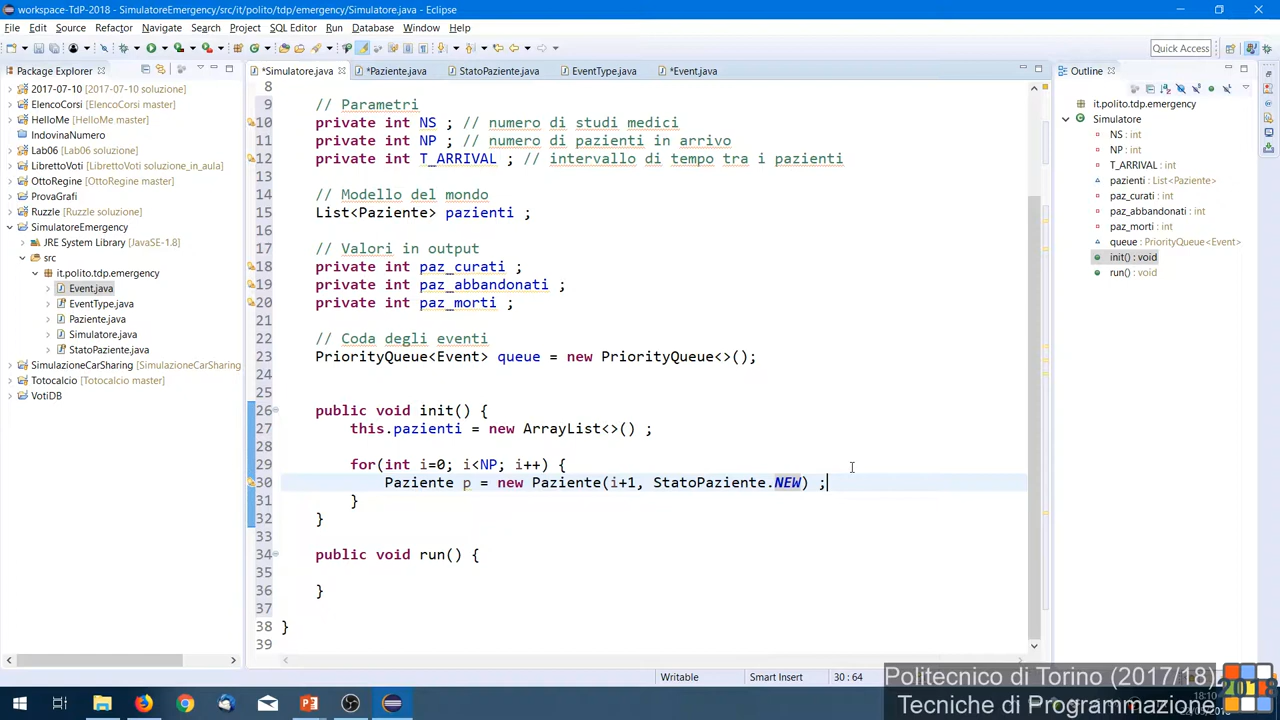 workspace-TdP-2018 - SimulatoreEmergency/src/it/polito/tdp/emergency/Simulatore.java - Eclipse
File Edit Source Refactor Navigate Search Project SQL Editor Run Database Window Help
Quick Access
Package Explorer
*Simulatore.java
*Paziente.java
StatoPaziente.java
EventType.java
*Event.java
Outline
2017-07-10 [2017-07-10 soluzione]
ElencoCorsi [ElencoCorsi master]
HelloMe [HelloMe master]
IndovinaNumero
Lab06 [Lab06 soluzione]
LibrettoVoti [LibrettoVoti soluzione_in_aula]
OttoRegine [OttoRegine master]
ProvaGrafi
Ruzzle [Ruzzle soluzione]
SimulatoreEmergency
JRE System Library [JavaSE-1.8]
src
it.polito.tdp.emergency
Event.java
EventType.java
Paziente.java
Simulatore.java
StatoPaziente.java
SimulazioneCarSharing [SimulazioneCarSharing
Totocalcio [Totocalcio master]
VotiDB
8
9 // Parametri
10 private int NS ; // numero di studi medici
11 private int NP ; // numero di pazienti in arrivo
12 private int T_ARRIVAL ; // intervallo di tempo tra i pazienti
13
14 // Modello del mondo
15 List<Paziente> pazienti ;
16
17 // Valori in output
18 private int paz_curati ;
19 private int paz_abbandonati ;
20 private int paz_morti ;
21
22 // Coda degli eventi
23 PriorityQueue<Event> queue = new PriorityQueue<>();
24
25
26 public void init() {
27 this.pazienti = new ArrayList<>() ;
28
29 for(int i=0; i<NP; i++) {
30 Paziente p = new Paziente(i+1, StatoPaziente.NEW) ;
31 }
32 }
33
34 public void run() {
35
36 }
37
38 }
39
it.polito.tdp.emergency
Simulatore
NS : int
NP : int
T_ARRIVAL : int
pazienti : List<Paziente>
paz_curati : int
paz_abbandonati : int
paz_morti : int
queue : PriorityQueue<Event>
init() : void
run() : void
Writable
Smart Insert
30 : 64
Politecnico di Torino (2017/18)
Tecniche di Programmazione
2018
18:10